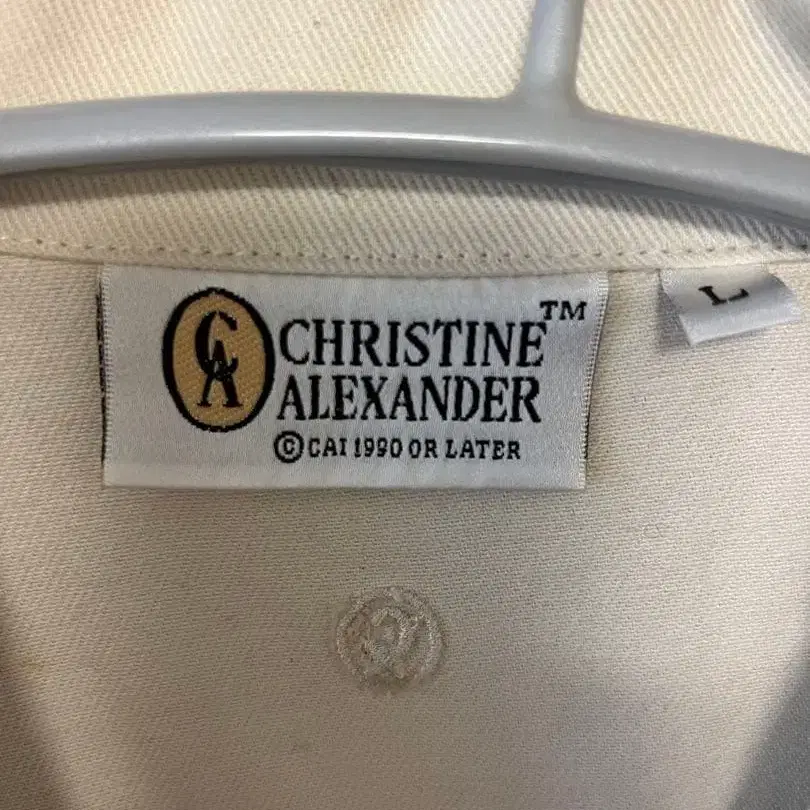 CA
CHRISTINE™
ALEXANDER
©CAI 1990 OR LATER
L